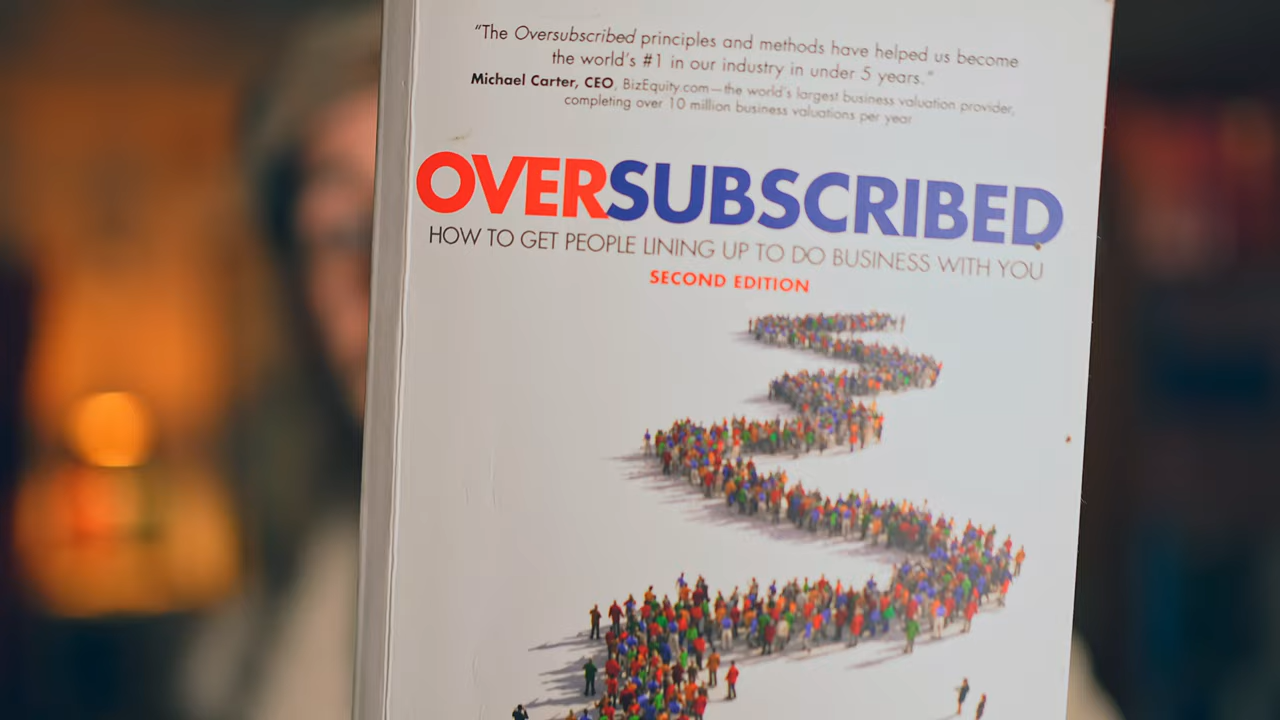 “The Oversubscribed principles and methods have helped us become
the world's #1 in our industry in under 5 years.”
Michael Carter, CEO, BizEquity.com—the world's largest business valuation provider,
completing over 10 million business valuations per year
OVERSUBSCRIBED
HOW TO GET PEOPLE LINING UP TO DO BUSINESS WITH YOU
SECOND EDITION